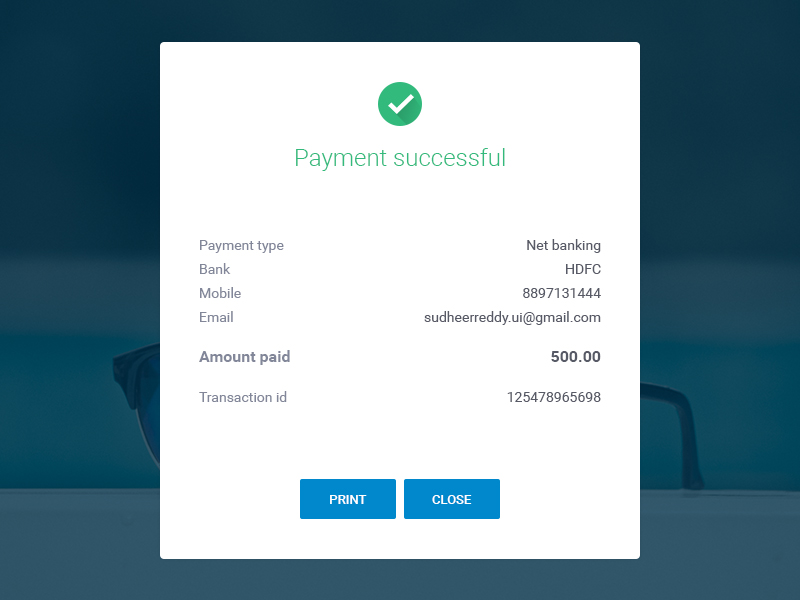 Payment successful
Payment type Net banking
Bank HDFC
Mobile 8897131444
Email sudheerreddy.ui@gmail.com
Amount paid 500.00
Transaction id 125478965698
PRINT CLOSE